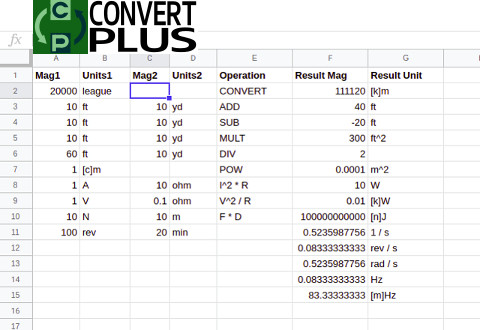 C P CONVERT
PLUS
fx
A B C D E F G
1 Mag1 Units1 Mag2 Units2 Operation Result Mag Result Unit
2 20000 league CONVERT 111120 [k]m
3 10 ft 10 yd ADD 40 ft
4 10 ft 10 yd SUB -20 ft
5 10 ft 10 yd MULT 300 ft^2
6 60 ft 10 yd DIV 2
7 1 [c]m POW 0.0001 m^2
8 1 A 10 ohm I^2 * R 10 W
9 1 V 0.1 ohm V^2 / R 0.01 [k]W
10 10 N 10 m F * D 100000000000 [n]J
11 100 rev 20 min 0.5235987756 1 / s
12 0.08333333333 rev / s
13 0.5235987756 rad / s
14 0.08333333333 Hz
15 83.33333333 [m]Hz
16
17